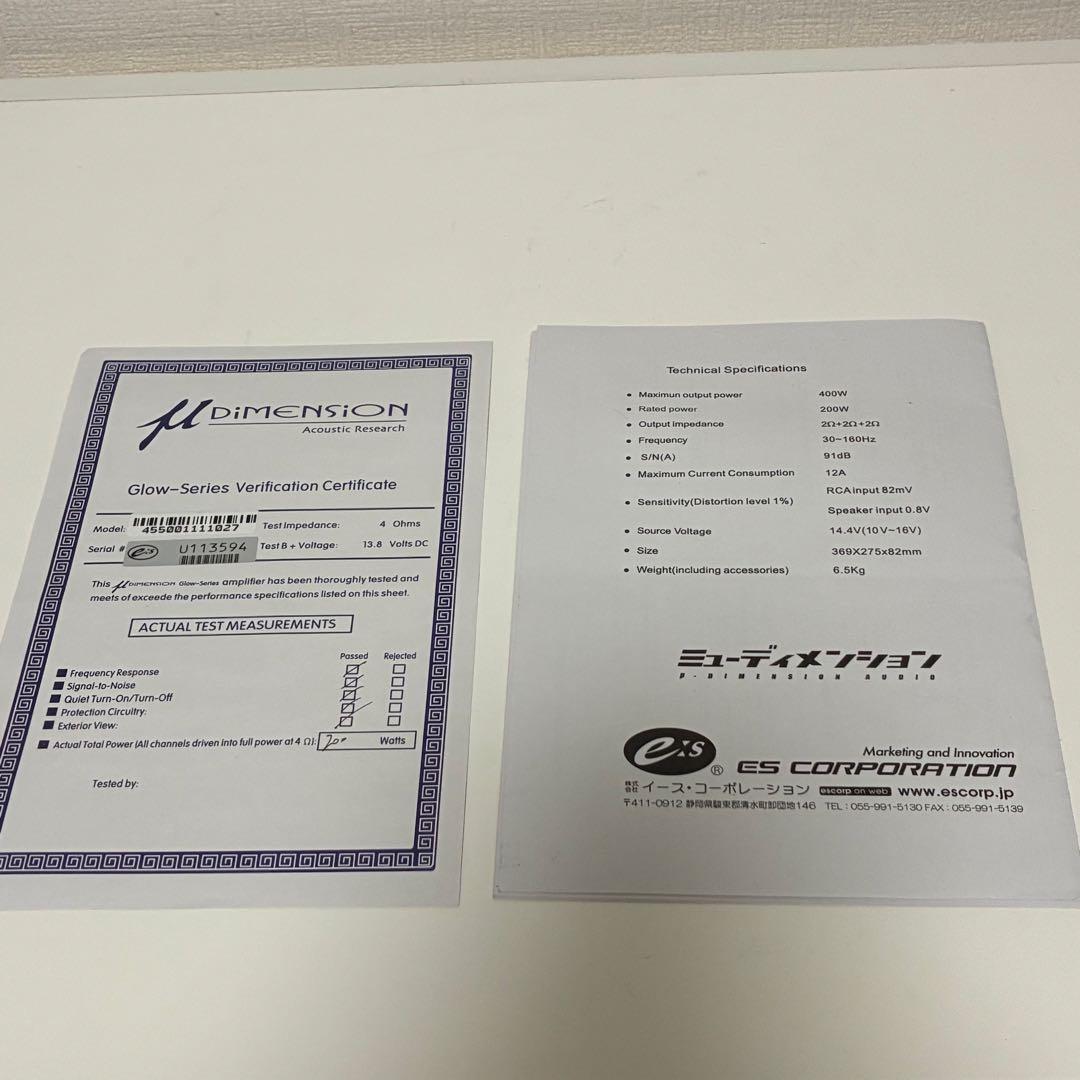 μ DiMENSiON
Acoustic Research
Glow-Series Verification Certificate
Model: 455001111027 Test Impedance: 4 Ohms
Serial # exs U113594 Test B + Voltage: 13.8 Volts DC
This μ DiMENSiON Glow-Series amplifier has been thoroughly tested and
meets of exceede the performance specifications listed on this sheet.
ACTUAL TEST MEASUREMENTS
Passed Rejected
Frequency Response
Signal-to-Noise
Quiet Turn-On/Turn-Off
Protection Circuitry:
Exterior View:
Actual Total Power (All channels driven into full power at 4 Ω): Watts
Tested by:
Technical Specifications
• Maximun output power 400W
• Rated power 200W
• Output impedance 2Ω+2Ω+2Ω
• Frequency 30~160Hz
• S/N(A) 91dB
• Maximum Current Consumption 12A
• Sensitivity(Distortion level 1%) RCA input 82mV
Speaker input 0.8V
• Source Voltage 14.4V(10V~16V)
• Size 369X275x82mm
• Weight(including accessories) 6.5Kg
ミューディメンション
μ-DIMENSION AUDIO
exs ® Marketing and Innovation
ES CORPORATION
株式会社 イース・コーポレーション escorp on web www.escorp.jp
〒411-0912 静岡県駿東郡清水町卸団地146 TEL:055-991-5130 FAX:055-991-5139